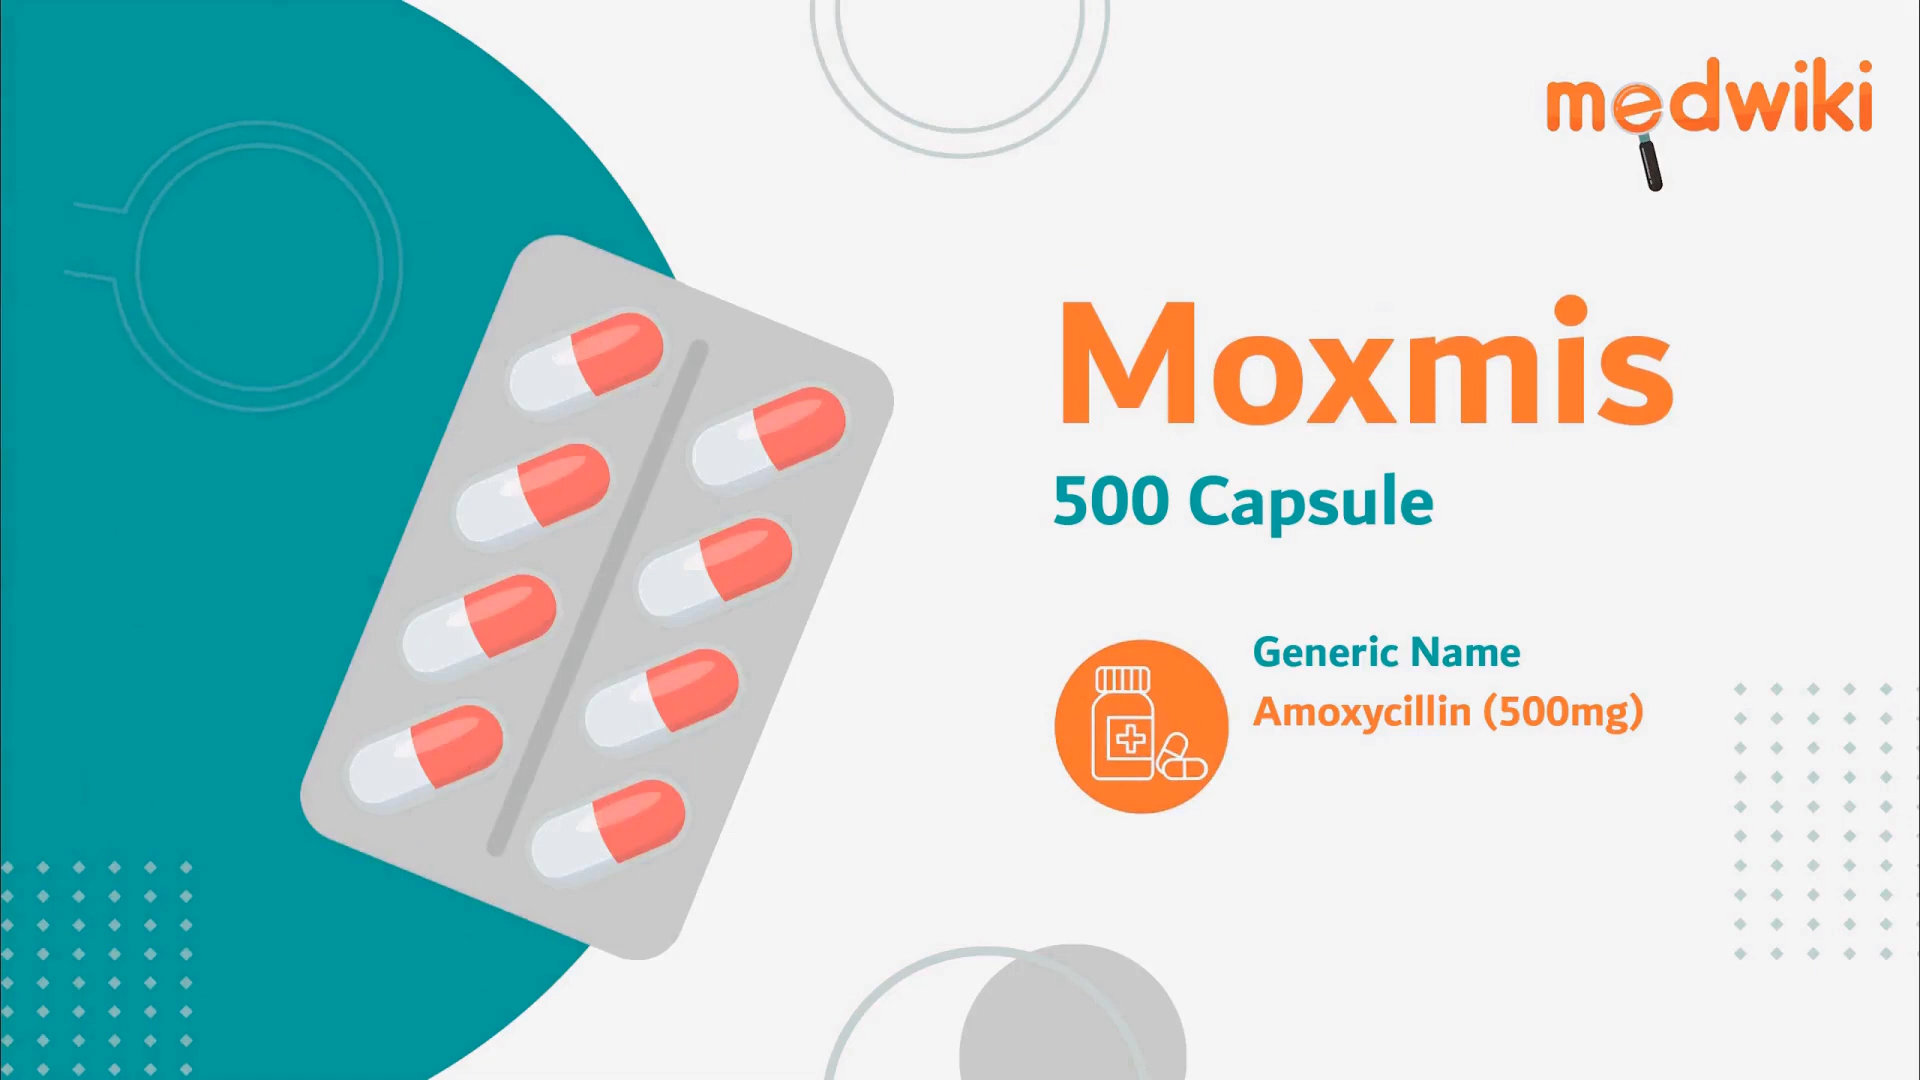 medwiki
Moxmis
500 Capsule
Generic Name
Amoxycillin (500mg)